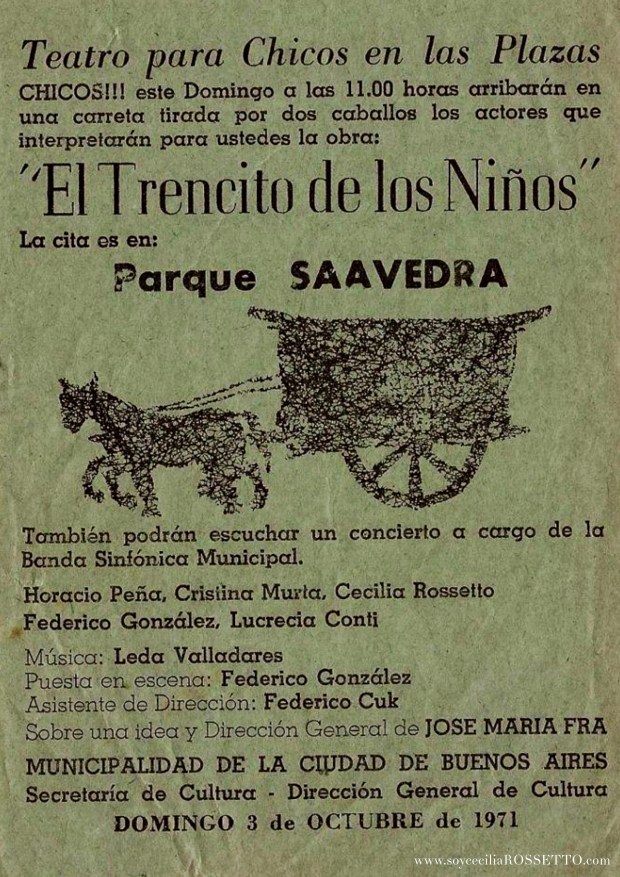 Teatro para Chicos en las Plazas
CHICOS!!! este Domingo a las 11.00 horas arribarán en
una carreta tirada por dos caballos los actores que
interpretarán para ustedes la obra:
"El Trencito de los Niños"
La cita es en:
Parque SAAVEDRA
También podrán escuchar un concierto a cargo de la
Banda Sinfónica Municipal.
Horacio Peña, Cristina Murta, Cecilia Rossetto
Federico González, Lucrecia Conti
Música: Leda Valladares
Puesta en escena: Federico González
Asistente de Dirección: Federico Cuk
Sobre una idea y Dirección General de JOSE MARIA FRA
MUNICIPALIDAD DE LA CIUDAD DE BUENOS AIRES
Secretaría de Cultura - Dirección General de Cultura
DOMINGO 3 de OCTUBRE de 1971
www.soyceciliaROSSETTO.com